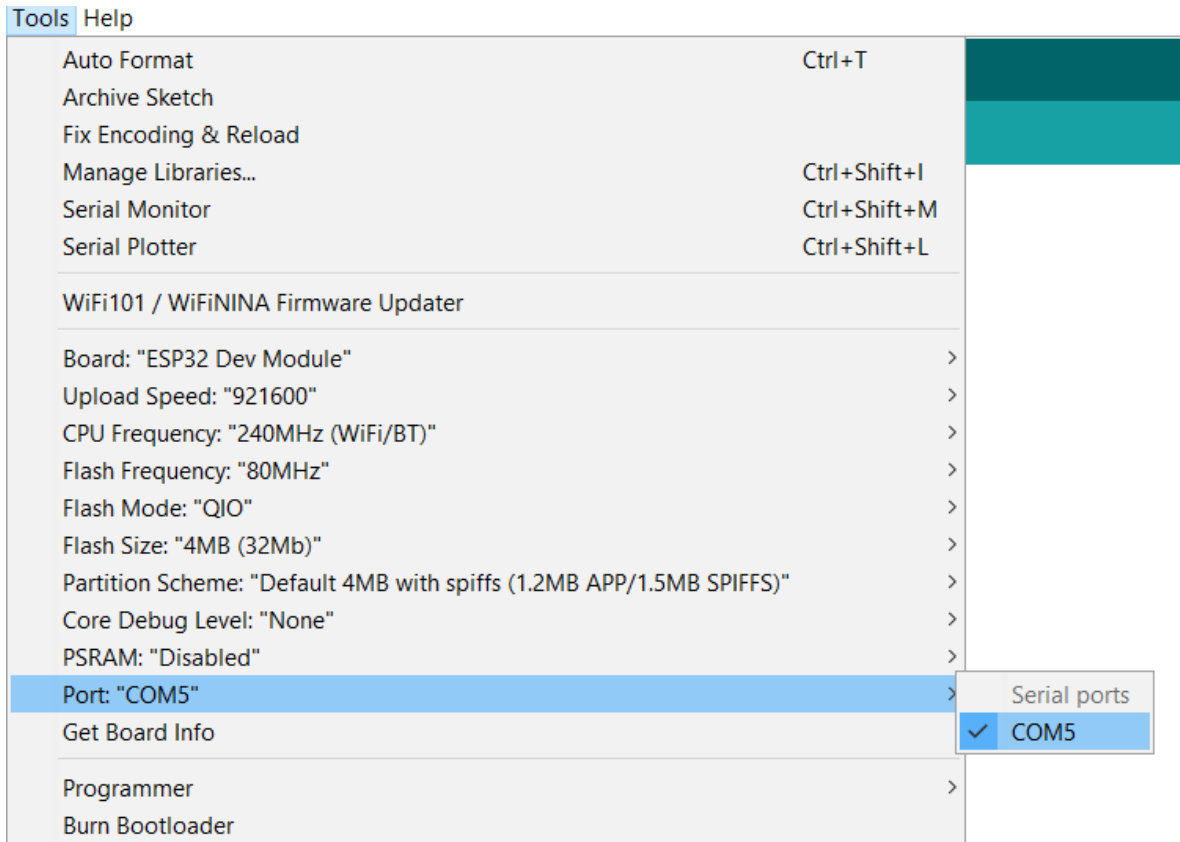 Tools Help
Auto Format Ctrl+T
Archive Sketch
Fix Encoding & Reload
Manage Libraries... Ctrl+Shift+I
Serial Monitor Ctrl+Shift+M
Serial Plotter Ctrl+Shift+L
WiFi101 / WiFiNINA Firmware Updater
Board: "ESP32 Dev Module"
Upload Speed: "921600"
CPU Frequency: "240MHz (WiFi/BT)"
Flash Frequency: "80MHz"
Flash Mode: "QIO"
Flash Size: "4MB (32Mb)"
Partition Scheme: "Default 4MB with spiffs (1.2MB APP/1.5MB SPIFFS)"
Core Debug Level: "None"
PSRAM: "Disabled"
Port: "COM5"
Serial ports
COM5
Get Board Info
Programmer
Burn Bootloader